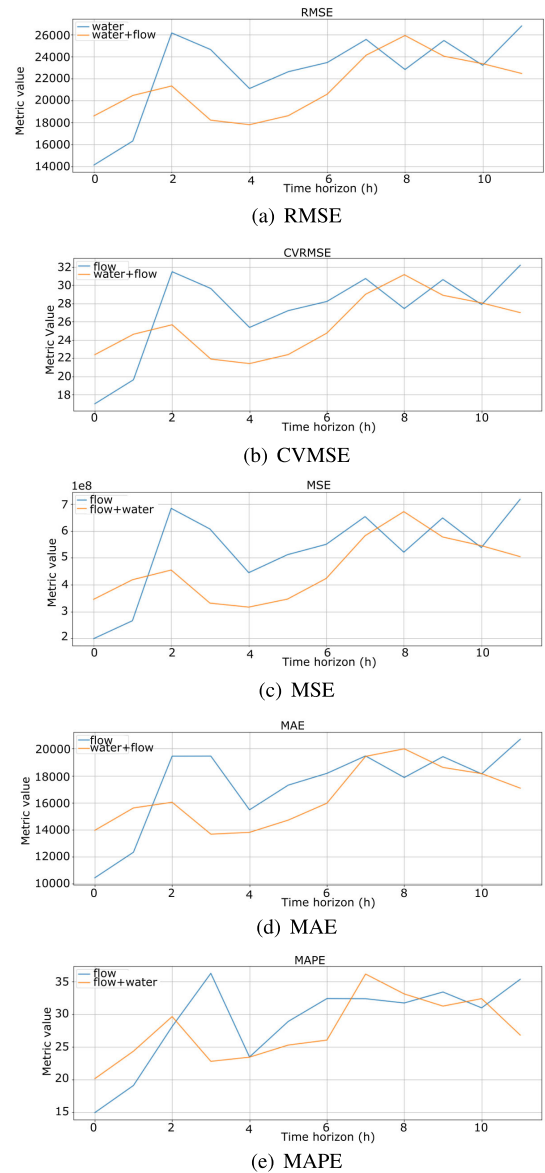 RMSE
water
water+flow
26000
24000
22000
20000
18000
16000
14000
Metric value
0 2 4 6 8 10
Time horizon (h)
(a) RMSE
CVRMSE
flow
water+flow
32
30
28
26
24
22
20
18
Metric Value
0 2 4 6 8 10
Time horizon (h)
(b) CVMSE
1e8
MSE
flow
flow+water
7
6
5
4
3
2
Metric value
0 2 4 6 8 10
Time horizon (h)
(c) MSE
MAE
flow
water+flow
20000
18000
16000
14000
12000
10000
Metric value
0 2 4 6 8 10
Time horizon (h)
(d) MAE
MAPE
flow
flow+water
35
30
25
20
15
Metric value
0 2 4 6 8 10
Time horizon (h)
(e) MAPE